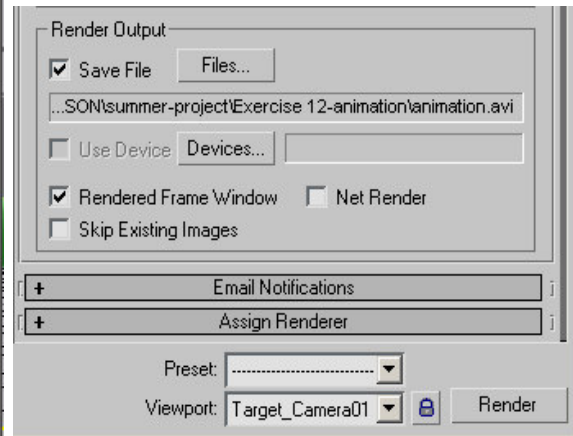 Render Output
Save File Files...
...SON\summer-project\Exercise 12-animation\animation.avi
Use Device Devices...
Rendered Frame Window Net Render
Skip Existing Images
+ Email Notifications
+ Assign Renderer
Preset: -----------------------------
Viewport: Target_Camera01 Render